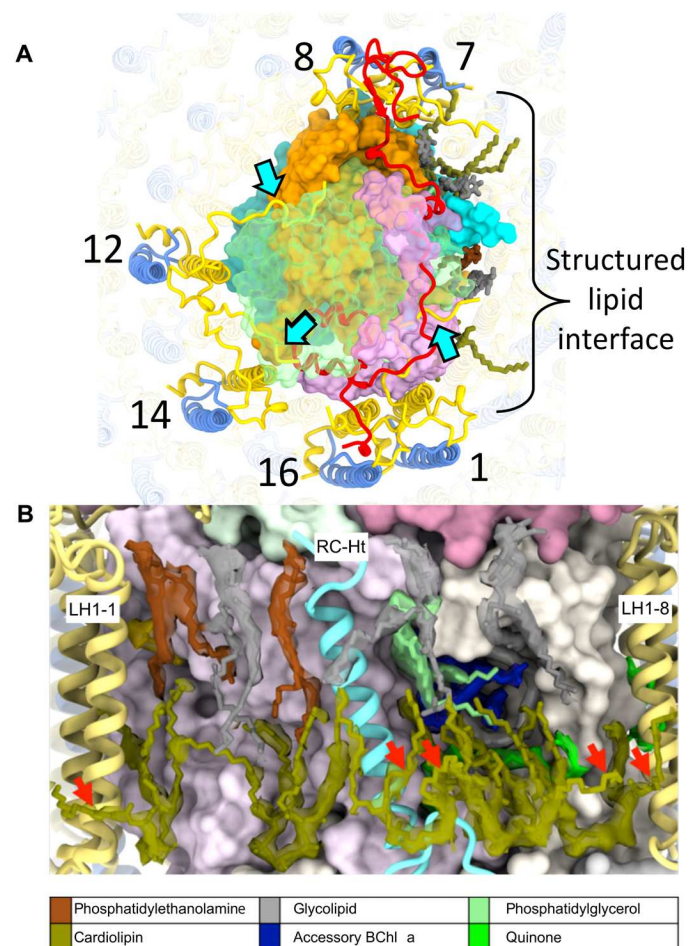 A
8
7
12
Structured
lipid
interface
14
16
1
B
RC-Ht
LH1-1
LH1-8
Phosphatidylethanolamine
Glycolipid
Phosphatidylglycerol
Cardiolipin
Accessory BChl a
Quinone